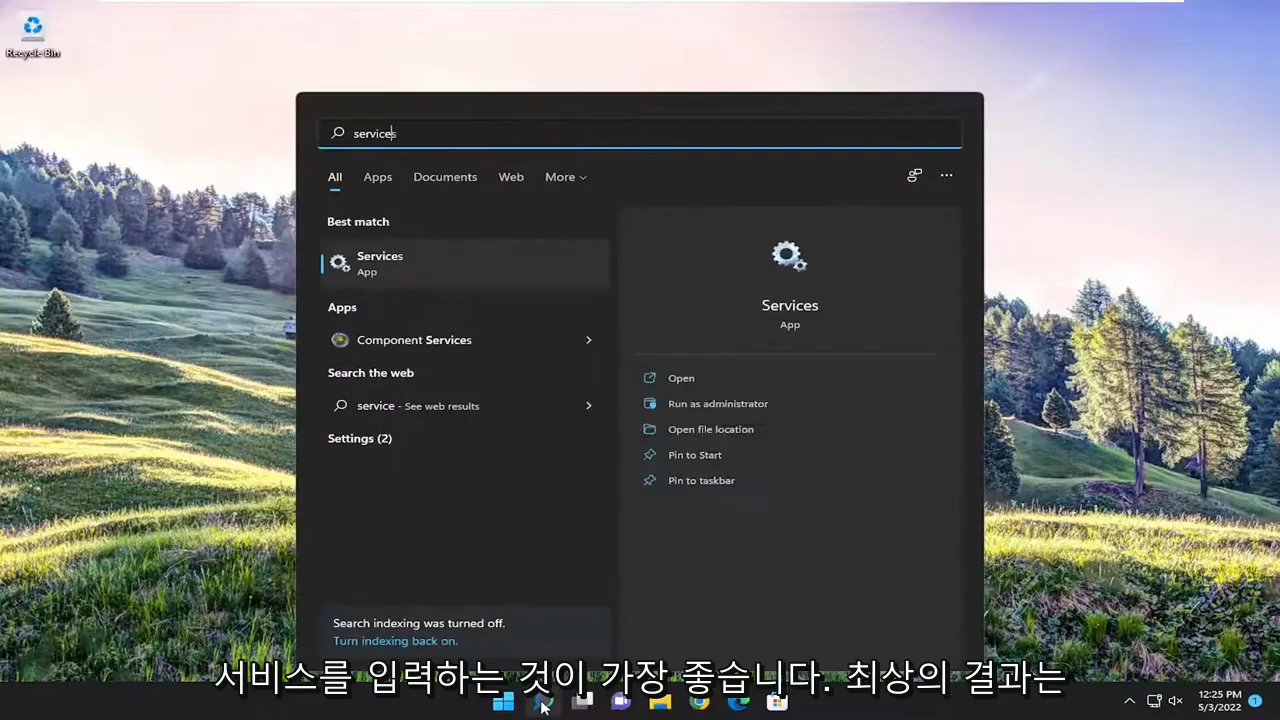 Recycle Bin
services
All Apps Documents Web More
Best match
Services
App
Apps
Component Services
Search the web
service - See web results
Settings (2)
Services
App
Open
Run as administrator
Open file location
Pin to Start
Pin to taskbar
Search indexing was turned off.
Turn indexing back on.
서비스를 입력하는 것이 가장 좋습니다. 최상의 결과는
12:25 PM
5/3/2022
1